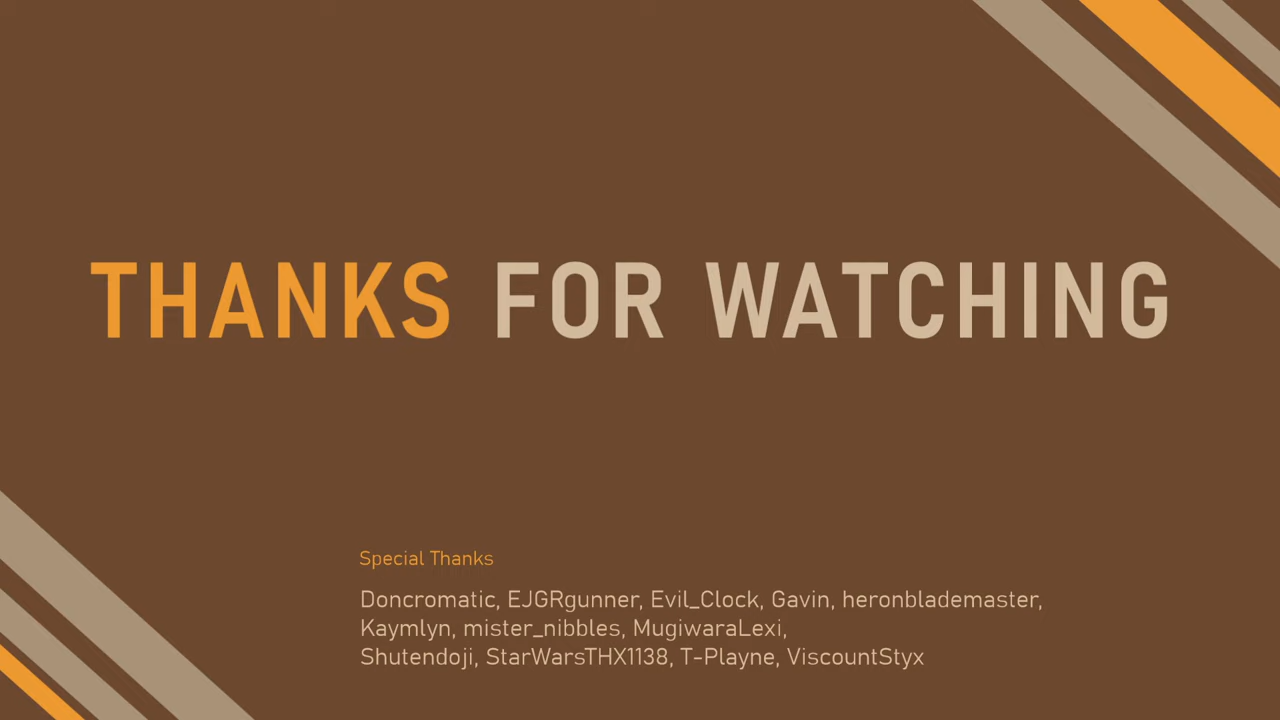 THANKS FOR WATCHING
Special Thanks
Doncromatic, EJGRgunner, Evil_Clock, Gavin, heronblademaster,
Kaymlyn, mister_nibbles, MugiwaraLexi,
Shutendoji, StarWarsTHX1138, T-Playne, ViscountStyx